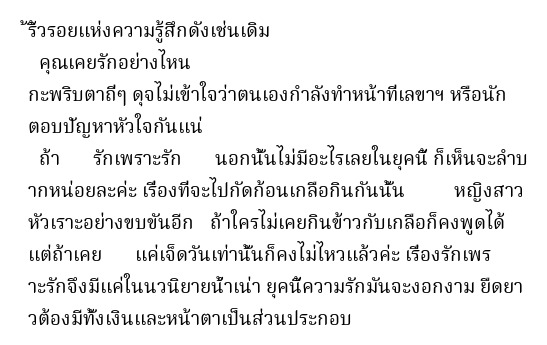 ริ้วรอยแห่งความรู้สึกดังเช่นเดิม
คุณเคยรักอย่างไหน
กะพริบตาถี่ๆ ดุจไม่เข้าใจว่าตนเองกำลังทำหน้าที่เลขาฯ หรือนัก
ตอบปัญหาหัวใจกันแน่
ถ้า รักเพราะรัก นอกนั้นไม่มีอะไรเลยในยุคนี้ ก็เห็นจะลำบ
ากหน่อยละค่ะ เรื่องที่จะไปกัดก้อนเกลือกินกันนั้น หญิงสาว
หัวเราะอย่างขบขันอีก ถ้าใครไม่เคยกินข้าวกับเกลือก็คงพูดได้
แต่ถ้าเคย แค่เจ็ดวันเท่านั้นก็คงไม่ไหวแล้วค่ะ เรื่องรักเพร
าะรักจึงมีแค่ในนวนิยายน้ำเน่า ยุคนี้ความรักมันจะงอกงาม ยืดยา
วต้องมีทั้งเงินและหน้าตาเป็นส่วนประกอบ